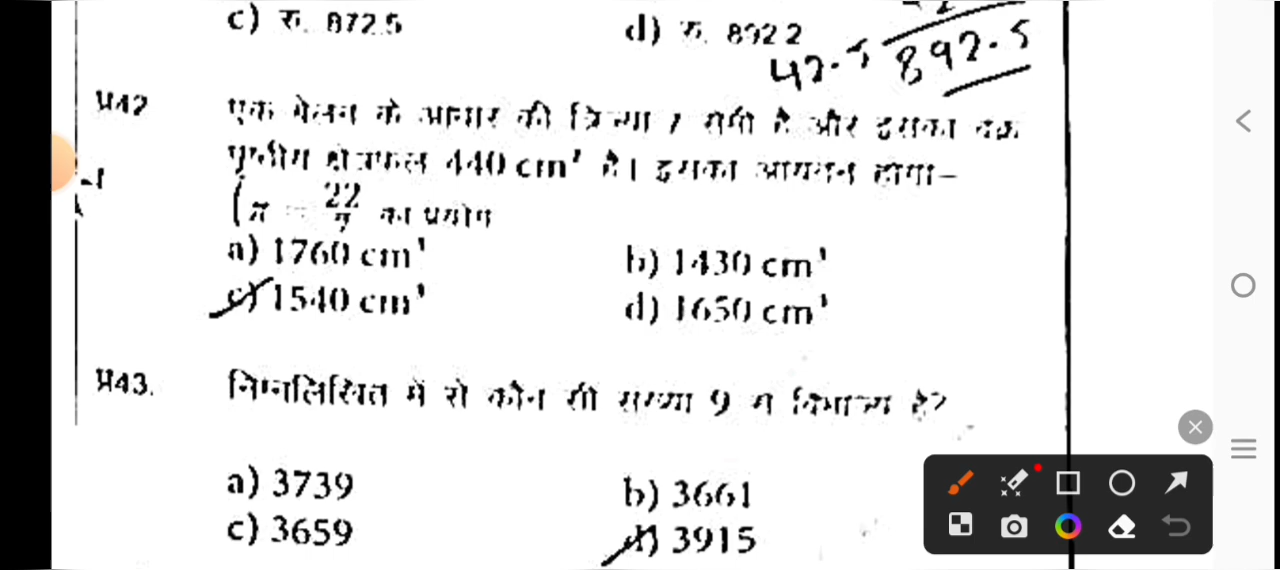 c) रु. 872.5
d) रु. 892.2
42.5 892.5
प्र42
एक बेलन के आधार की त्रिज्या 7 सेमी है और इसका वक्र
पृष्ठीय क्षेत्रफल 440 cm² है। इसका आयतन होगा–
(π = 22/7 का प्रयोग
a) 1760 cm³
b) 1430 cm³
c) 1540 cm³
d) 1650 cm³
प्र43.
निम्नलिखित में से कौन सी संख्या 9 से विभाज्य है?
a) 3739
b) 3661
c) 3659
d) 3915